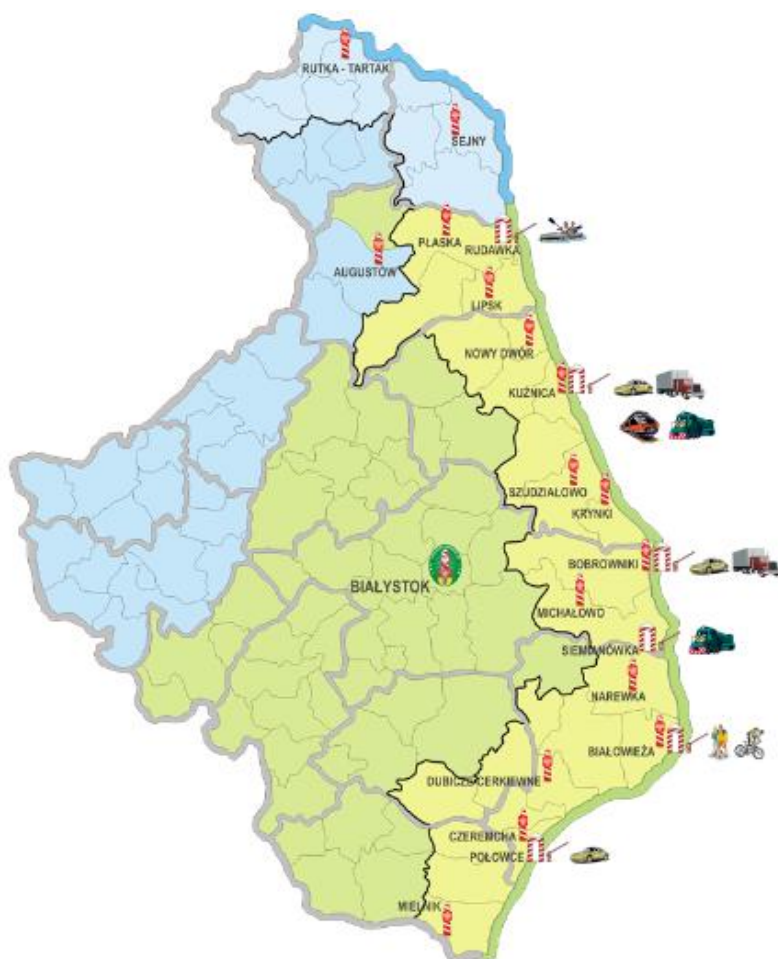 RUTKA - TARTAK
SEJNY
PŁASKA
RUDAWKA
AUGUSTÓW
LIPSK
NOWY DWÓR
KUŹNICA
SZUDZIAŁOWO
KRYNKI
BOBROWNIKI
BIAŁYSTOK
MICHAŁOWO
SIEMIANÓWKA
NAREWKA
BIAŁOWIEŻA
DUBICZE CERKIEWNE
CZEREMCHA
POŁOWCE
MIELNIK